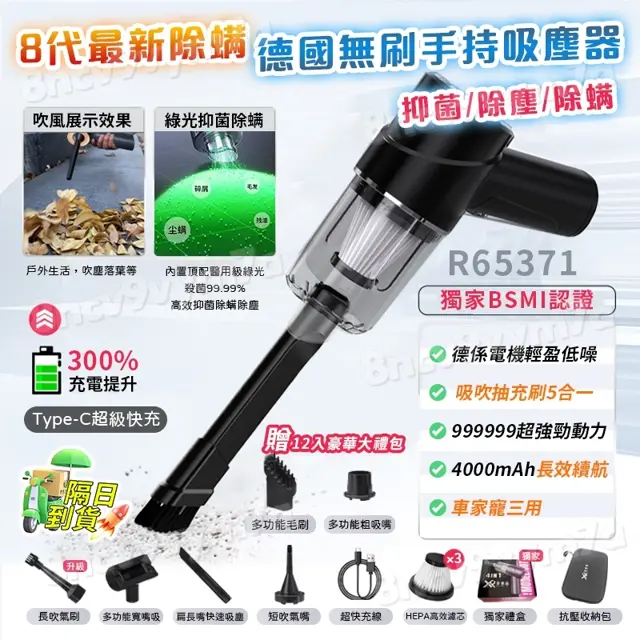 8代最新除螨 德國無刷手持吸塵器
抑菌/除塵/除螨
吹風展示效果
綠光抑菌除螨
碎屑
毛发
尘螨
残渣
戶外生活，吹塵落葉等
內置頂配醫用級綠光
殺菌99.99%
高效抑菌除螨除塵
R65371
獨家BSMI認證
300%
充電提升
Type-C超級快充
德係電機輕盈低噪
吸吹抽充刷5合一
999999超強勁動力
4000mAh長效續航
車家寵三用
隔日
到貨
贈12入豪華大禮包
多功能毛刷
多功能粗吸嘴
升級
×3
獨家
長吹氣刷
多功能寬嘴吸
扁長嘴快速吸塵
短吹氣嘴
超快充線
HEPA高效濾芯
獨家禮盒
抗壓收納包
8ncv9yvm7a